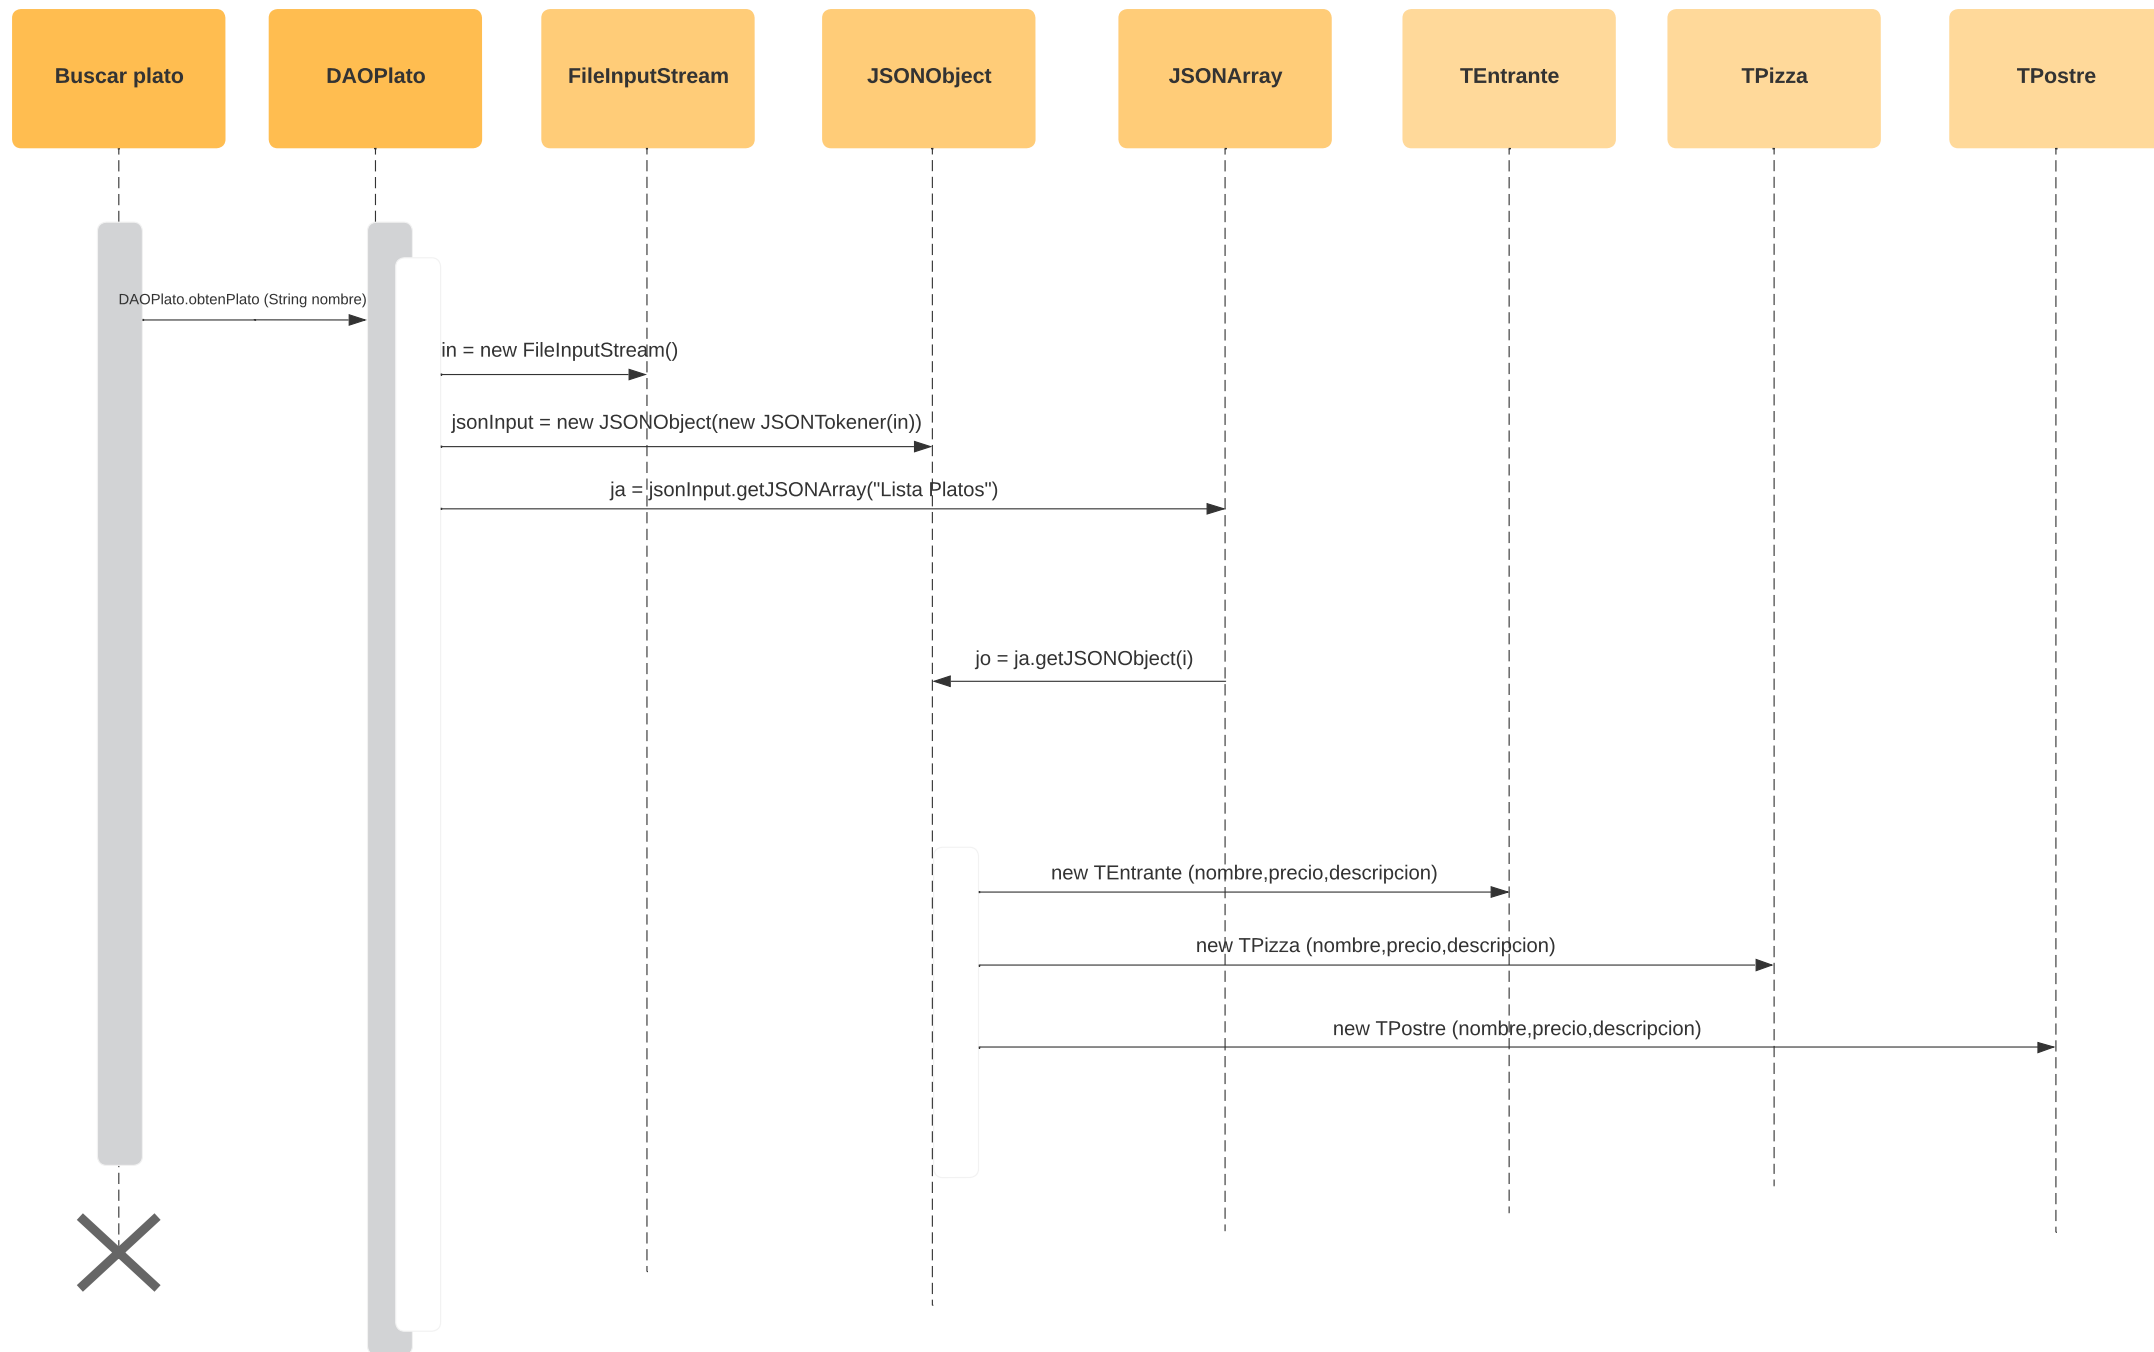 Buscar plato
DAOPlato
FileInputStream
JSONObject
JSONArray
TEntrante
TPizza
TPostre
DAOPlato.obtenPlato (String nombre)
in = new FileInputStream()
jsonInput = new JSONObject(new JSONTokener(in))
ja = jsonInput.getJSONArray("Lista Platos")
jo = ja.getJSONObject(i)
new TEntrante (nombre,precio,descripcion)
new TPizza (nombre,precio,descripcion)
new TPostre (nombre,precio,descripcion)